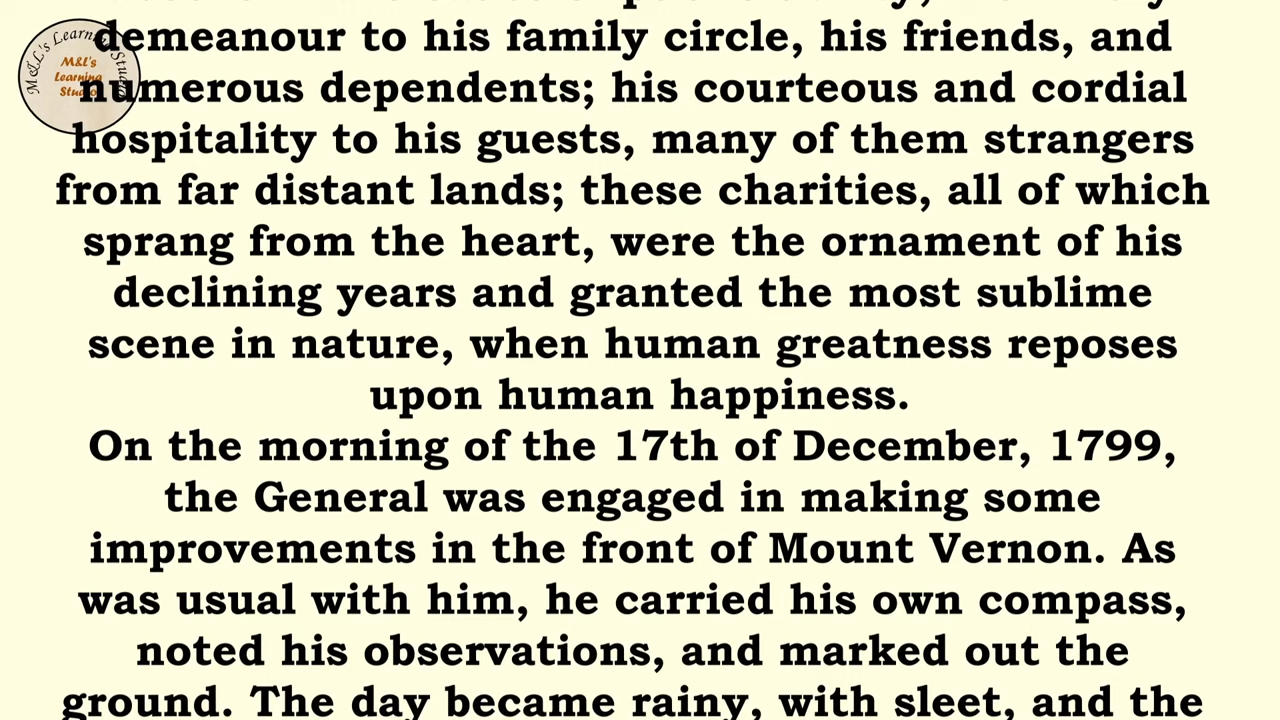 demeanour to his family circle, his friends, and
numerous dependents; his courteous and cordial
hospitality to his guests, many of them strangers
from far distant lands; these charities, all of which
sprang from the heart, were the ornament of his
declining years and granted the most sublime
scene in nature, when human greatness reposes
upon human happiness.
On the morning of the 17th of December, 1799,
the General was engaged in making some
improvements in the front of Mount Vernon. As
was usual with him, he carried his own compass,
noted his observations, and marked out the
ground. The day became rainy, with sleet, and the
M&L's Learning Studio
M&L's
Learning
Studio